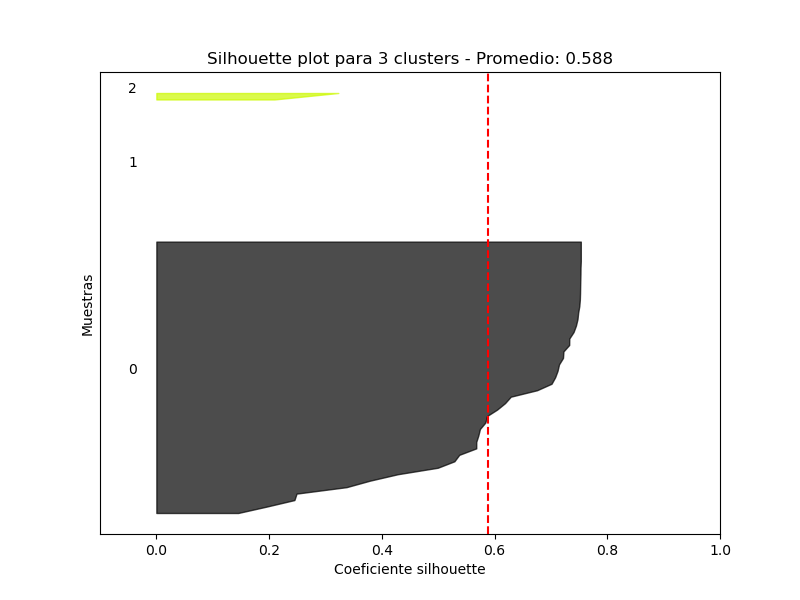 Silhouette plot para 3 clusters - Promedio: 0.588
2
1
0
Muestras
0.0 0.2 0.4 0.6 0.8 1.0
Coeficiente silhouette